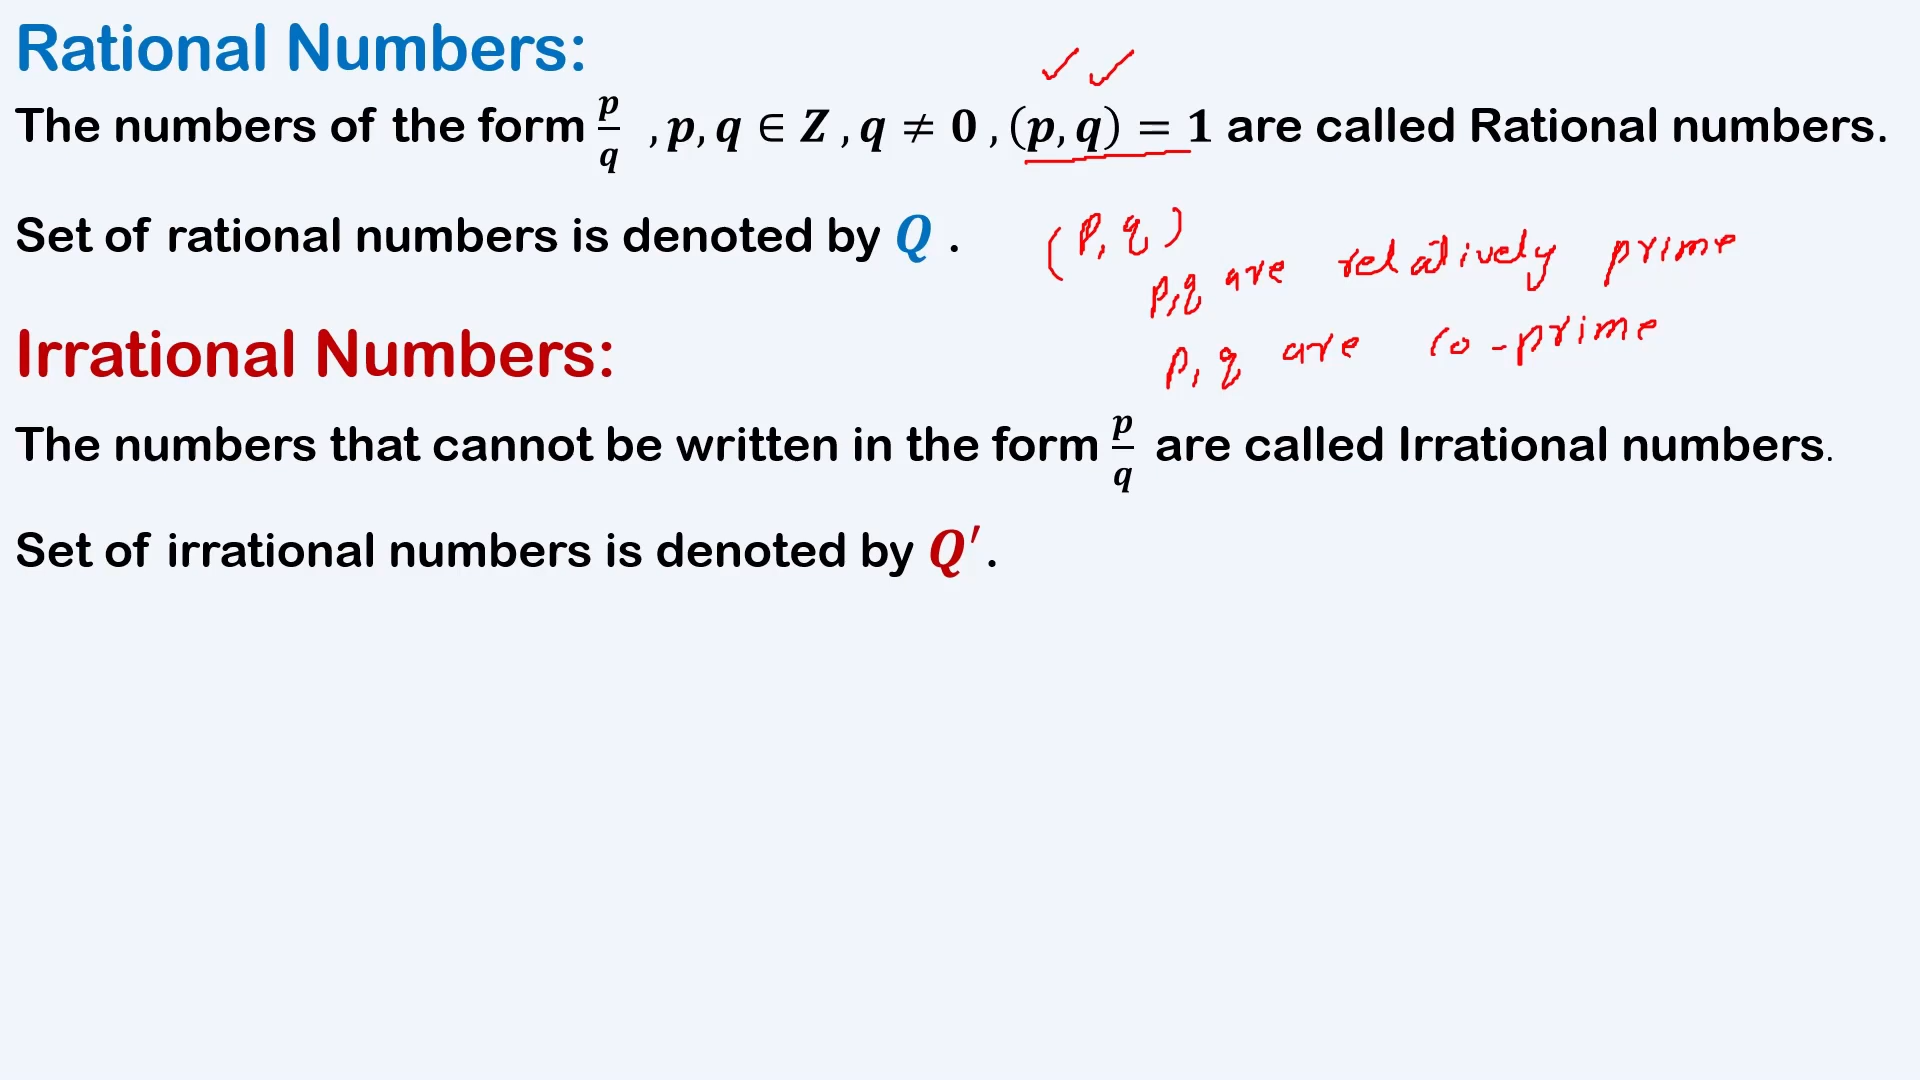 Rational Numbers:
The numbers of the form p/q , p, q ∈ Z , q ≠ 0 , (p, q) = 1 are called Rational numbers.
Set of rational numbers is denoted by Q .
(P, q)
P,q are relatively prime
P, q are co-prime
Irrational Numbers:
The numbers that cannot be written in the form p/q are called Irrational numbers.
Set of irrational numbers is denoted by Q′.